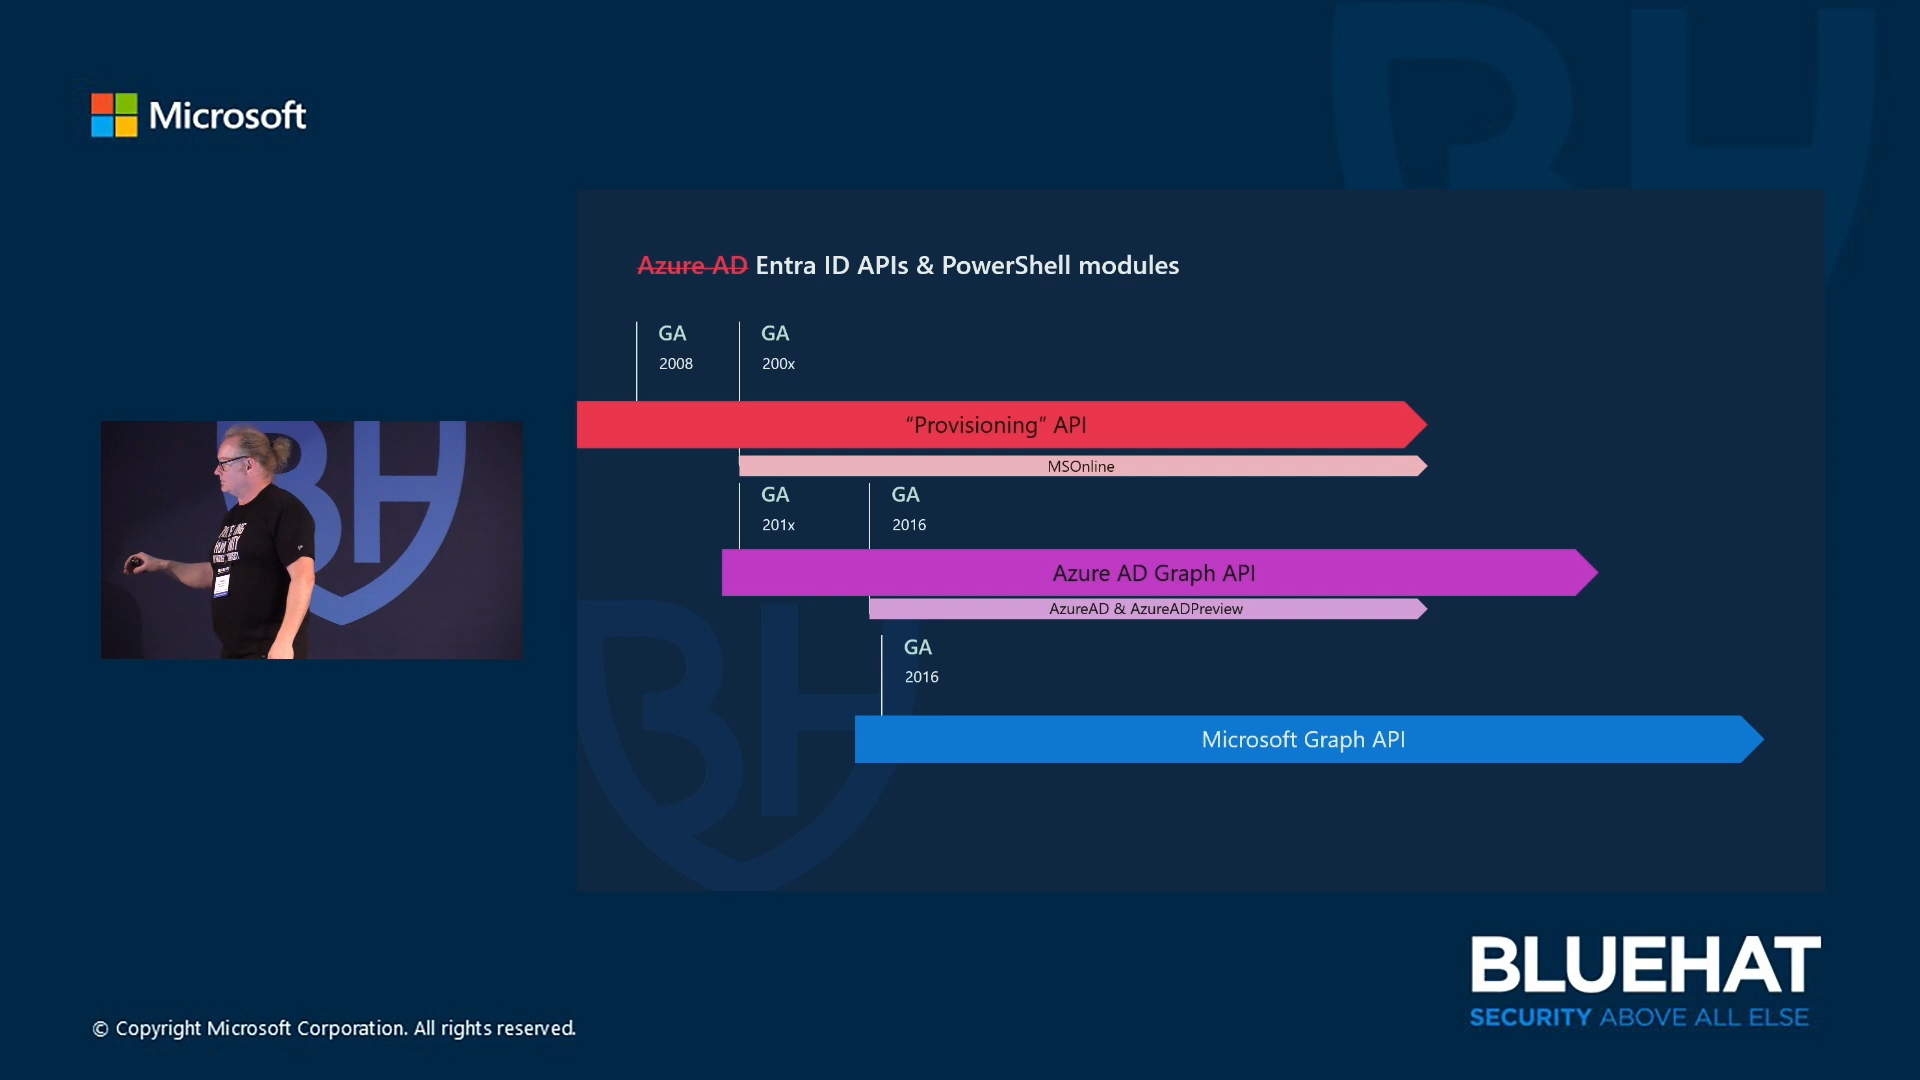 Microsoft
Azure AD Entra ID APIs & PowerShell modules
GA
2008
GA
200x
“Provisioning” API
MSOnline
GA
201x
GA
2016
Azure AD Graph API
AzureAD & AzureADPreview
GA
2016
Microsoft Graph API
BH
BLUEHAT
SECURITY ABOVE ALL ELSE
© Copyright Microsoft Corporation. All rights reserved.